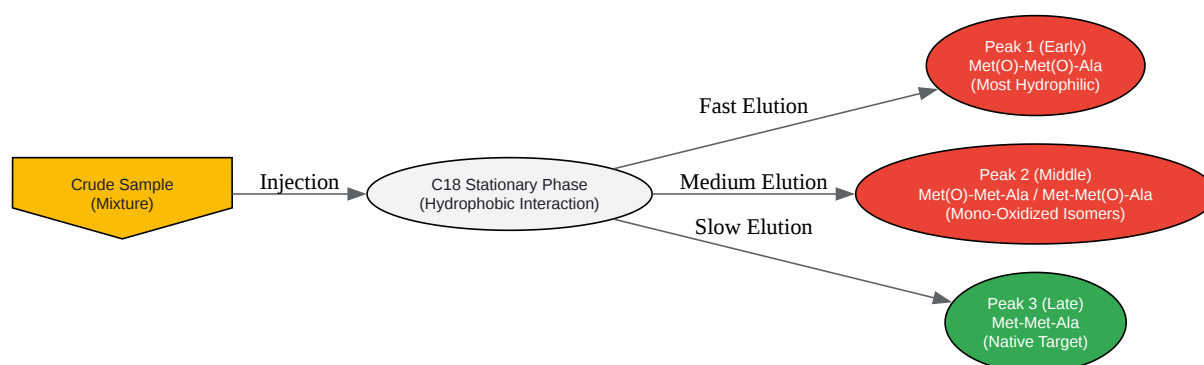 Crude Sample
(Mixture)
Injection
C18 Stationary Phase
(Hydrophobic Interaction)
Fast Elution
Medium Elution
Slow Elution
Peak 1 (Early)
Met(O)-Met(O)-Ala
(Most Hydrophilic)
Peak 2 (Middle)
Met(O)-Met-Ala / Met-Met(O)-Ala
(Mono-Oxidized Isomers)
Peak 3 (Late)
Met-Met-Ala
(Native Target)